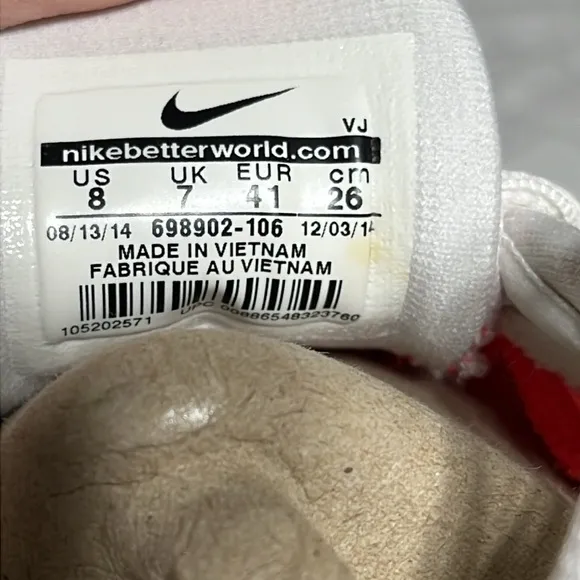 VJ
nikebetterworld.com
US UK EUR cm
8 7 41 26
08/13/14 698902-106 12/03/14
MADE IN VIETNAM
FABRIQUE AU VIETNAM
105202571 UPC